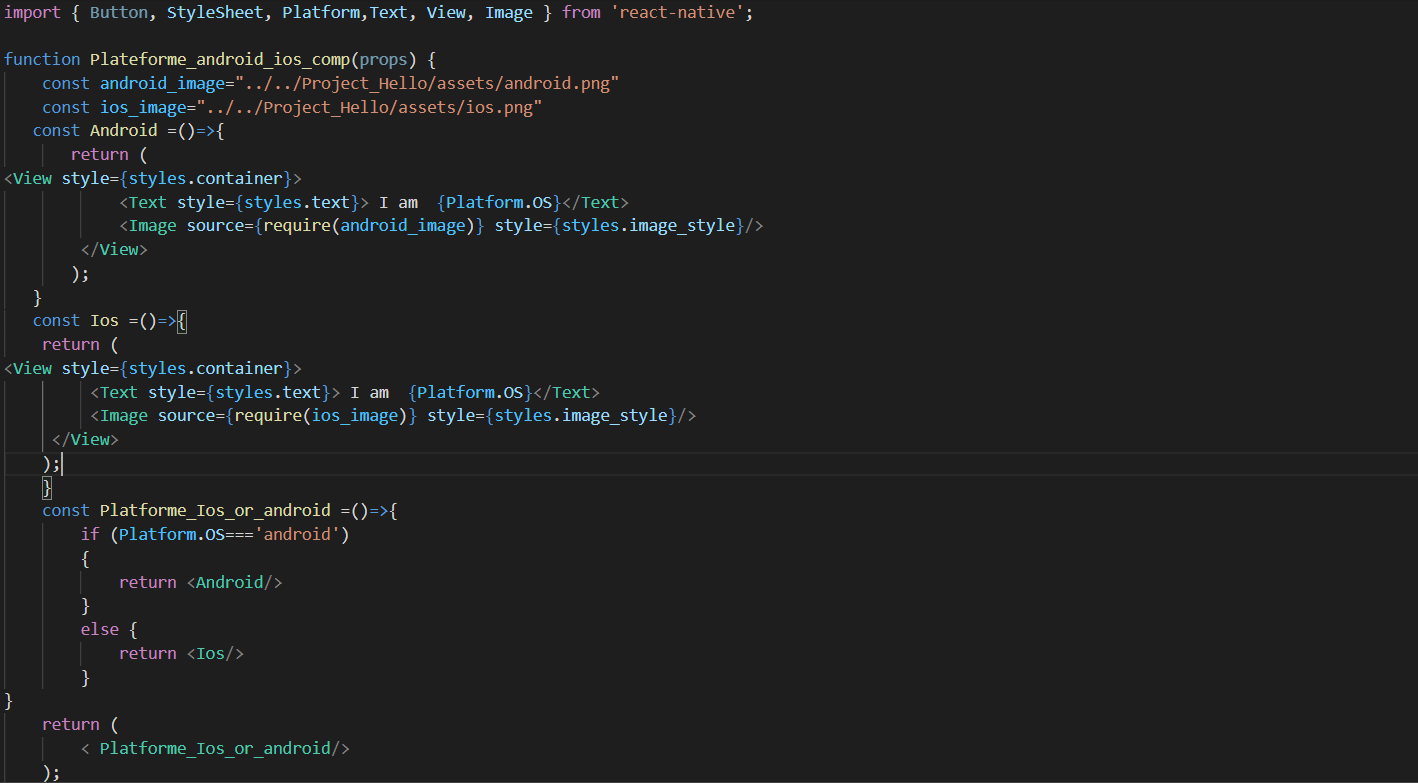 import { Button, StyleSheet, Platform,Text, View, Image } from 'react-native';
function Plateforme_android_ios_comp(props) {
const android_image="../../Project_Hello/assets/android.png"
const ios_image="../../Project_Hello/assets/ios.png"
const Android =()=>{
return (
<View style={styles.container}>
<Text style={styles.text}> I am  {Platform.OS}</Text>
<Image source={require(android_image)} style={styles.image_style}/>
</View>
);
}
const Ios =()=>{
return (
<View style={styles.container}>
<Text style={styles.text}> I am  {Platform.OS}</Text>
<Image source={require(ios_image)} style={styles.image_style}/>
</View>
);
}
const Platforme_Ios_or_android =()=>{
if (Platform.OS==='android')
{
return <Android/>
}
else {
return <Ios/>
}
}
return (
< Platforme_Ios_or_android/>
);